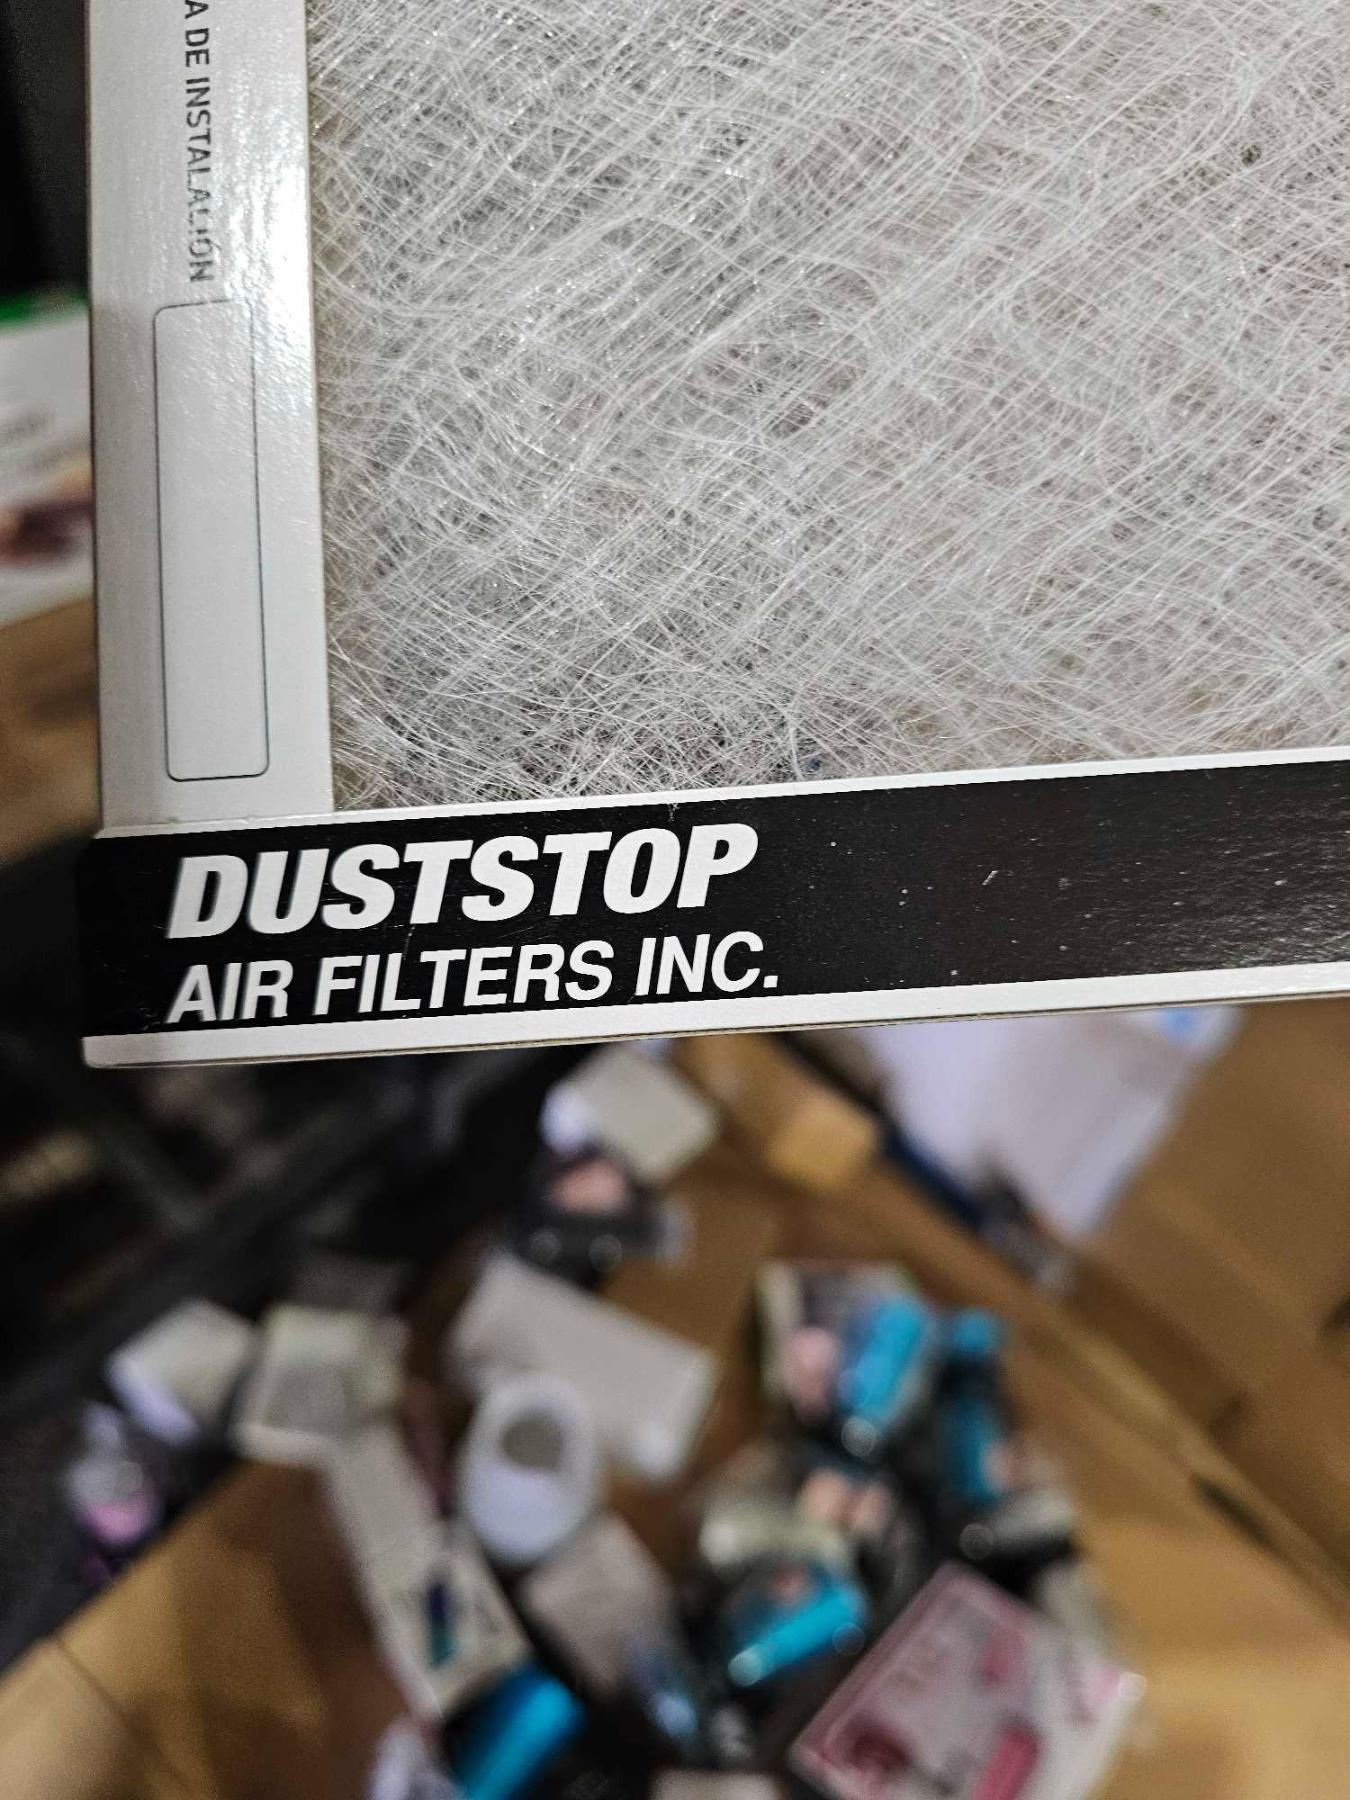 A DE INSTALACIÓN
DUSTSTOP
AIR FILTERS INC.